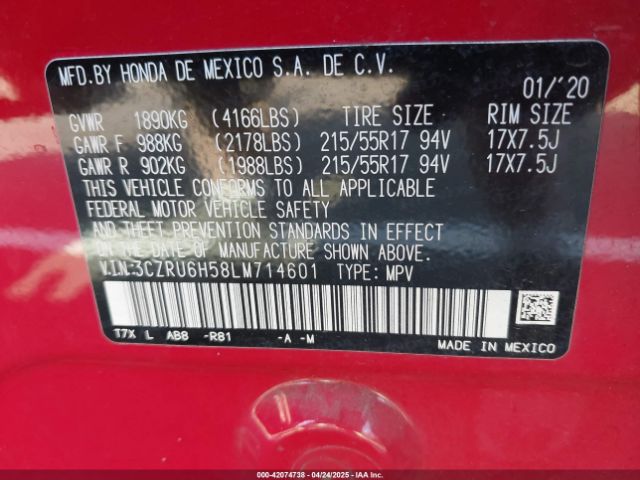 MFD.BY HONDA DE MEXICO S.A. DE C.V.
01/'20
GVWR 1890KG (4166LBS) TIRE SIZE RIM SIZE
GAWR F 988KG (2178LBS) 215/55R17 94V 17X7.5J
GAWR R 902KG (1988LBS) 215/55R17 94V 17X7.5J
THIS VEHICLE CONFORMS TO ALL APPLICABLE
FEDERAL MOTOR VEHICLE SAFETY
AND THEFT PREVENTION STANDARDS IN EFFECT
ON THE DATE OF MANUFACTURE SHOWN ABOVE.
V.I.N:3CZRU6H58LM714601 TYPE: MPV
T7X L AB8 -R81 -A -M
MADE IN MEXICO
000-42074738 - 04/24/2025 - IAAI.COM